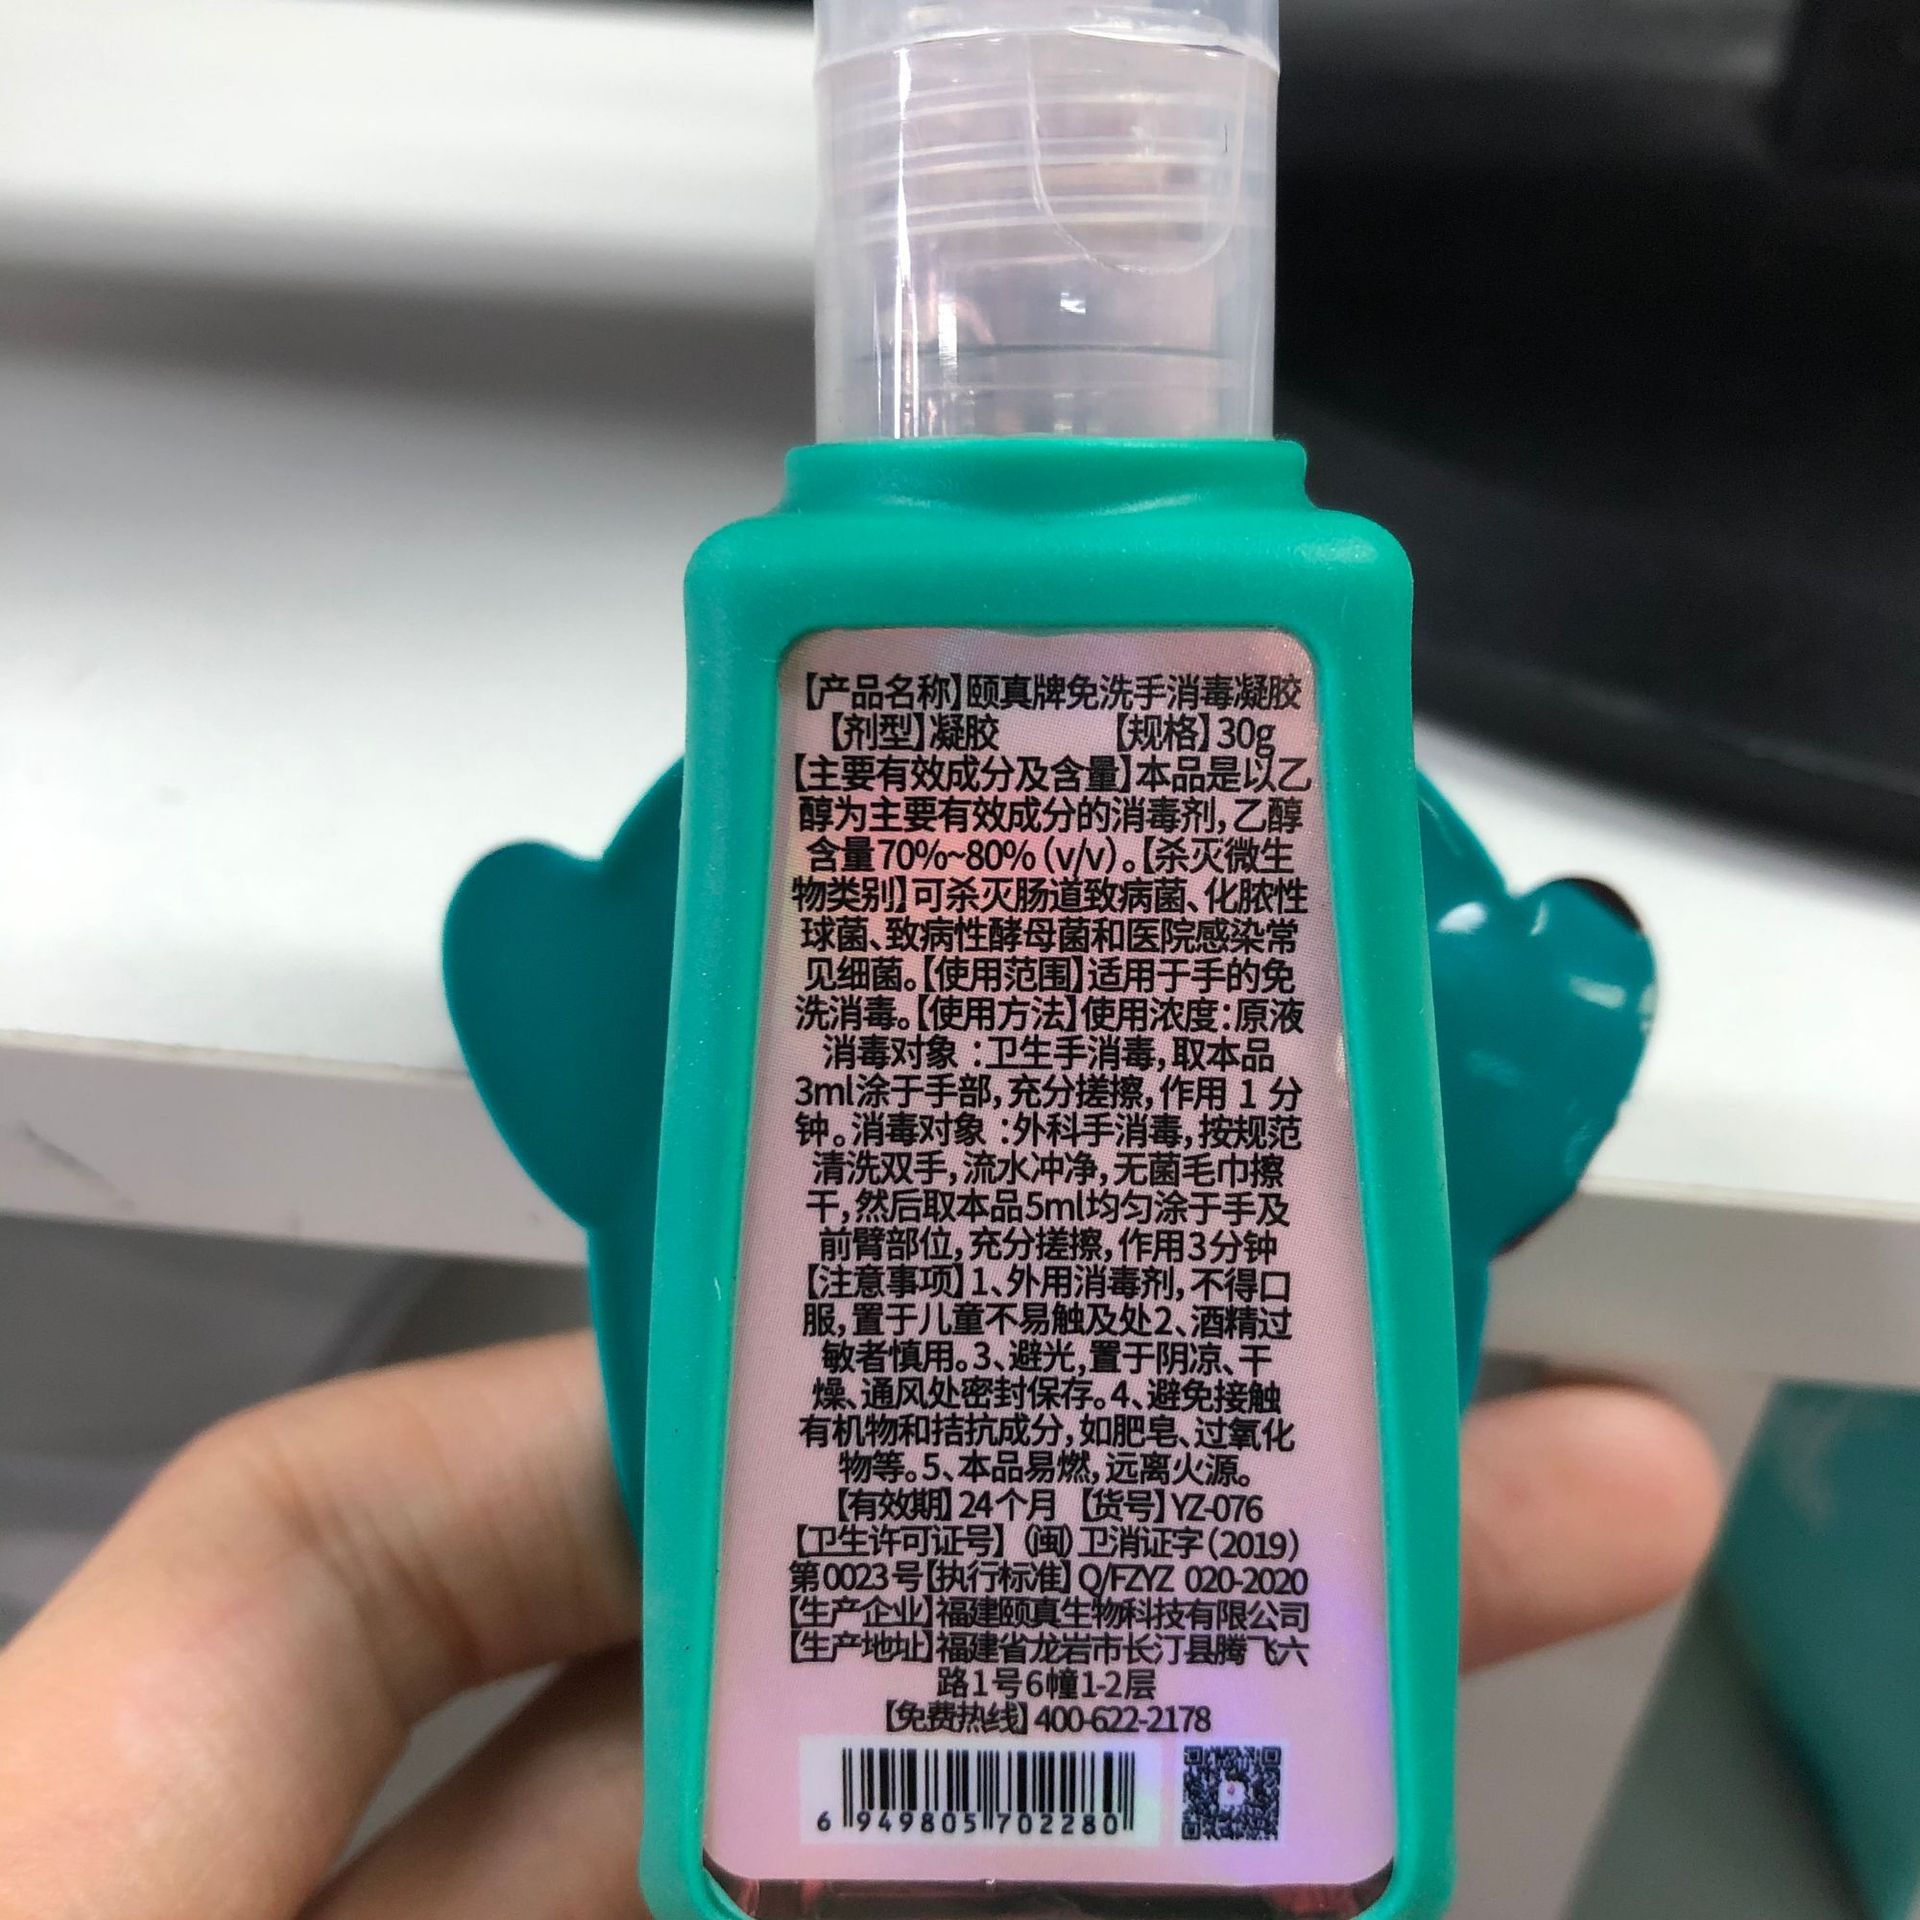 【产品名称】颐真牌免洗手消毒凝胶
【剂型】凝胶 【规格】30g
【主要有效成分及含量】本品是以乙
醇为主要有效成分的消毒剂,乙醇
含量70%~80%(v/v)。【杀灭微生
物类别】可杀灭肠道致病菌、化脓性
球菌、致病性酵母菌和医院感染常
见细菌。【使用范围】适用于手的免
洗消毒。【使用方法】使用浓度:原液
消毒对象:卫生手消毒,取本品
3ml涂于手部,充分搓擦,作用 1 分
钟。消毒对象:外科手消毒,按规范
清洗双手,流水冲净,无菌毛巾擦
干,然后取本品5ml均匀涂于手及
前臂部位,充分搓擦,作用3分钟
【注意事项】1、外用消毒剂,不得口
服,置于儿童不易触及处2、酒精过
敏者慎用。3、避光,置于阴凉、干
燥、通风处密封保存。4、避免接触
有机物和拮抗成分,如肥皂、过氧化
物等。5、本品易燃,远离火源。
【有效期】24个月 【货号】YZ-076
【卫生许可证号】(闽)卫消证字(2019)
第0023号【执行标准】Q/FZYZ 020-2020
【生产企业】福建颐真生物科技有限公司
【生产地址】福建省龙岩市长汀县腾飞六
路1号6幢1-2层
【免费热线】400-622-2178
6 949805 702280